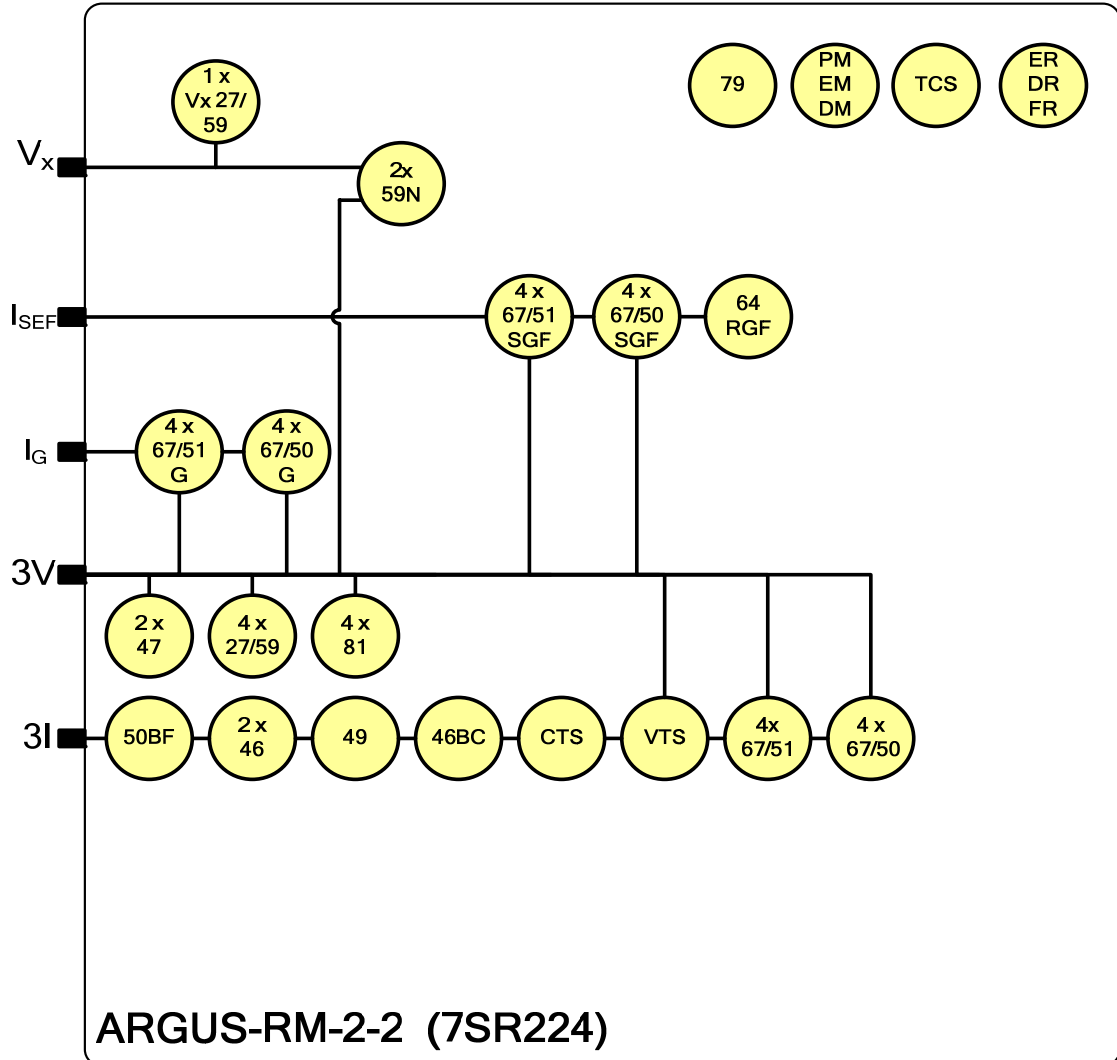 1 x
Vx 27/
59
79
PM
EM
DM
TCS
ER
DR
FR
Vx
2x
59N
ISEF
4 x
67/51
SGF
4 x
67/50
SGF
64
RGF
IG
4 x
67/51
G
4 x
67/50
G
3V
2 x
47
4 x
27/59
4 x
81
3I
50BF
2 x
46
49
46BC
CTS
VTS
4x
67/51
4 x
67/50
ARGUS-RM-2-2 (7SR224)